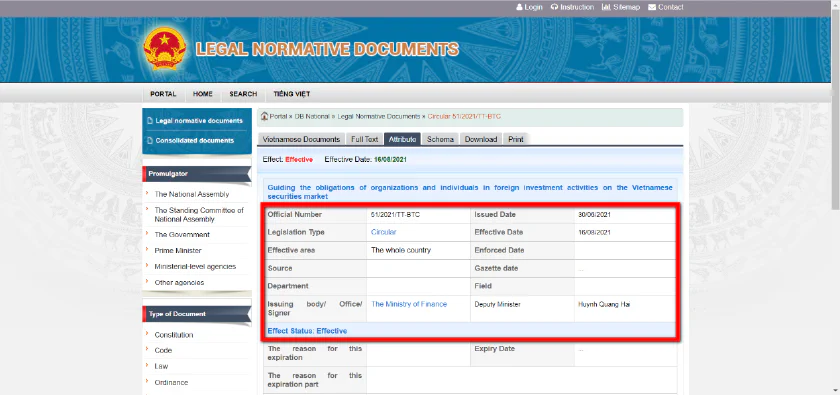 Login Instruction Sitemap Contact
LEGAL NORMATIVE DOCUMENTS
PORTAL HOME SEARCH TIẾNG VIỆT
Legal normative documents
Consolidated documents
Promulgator
The National Assembly
The Standing Committee of
National Assembly
The Government
Prime Minister
Ministerial-level agencies
Other agencies
Type of Document
Constitution
Code
Law
Ordinance
Portal » DB National » Legal Normative Documents » Circular 51/2021/TT-BTC
Vietnamese Documents Full Text Attribute Schema Download Print
Effect: Effective Effective Date: 16/08/2021
Guiding the obligations of organizations and individuals in foreign investment activities on the Vietnamese
securities market
Official Number 51/2021/TT-BTC Issued Date 30/06/2021
Legislation Type Circular Effective Date 16/08/2021
Effective area The whole country Enforced Date
Source Gazette date ...
Department Field
Issuing body/ Office/ The Ministry of Finance Deputy Minister Huynh Quang Hai
Signer
Effect Status: Effective
The reason for this Expiry Date ...
expiration
The reason for this
expiration part